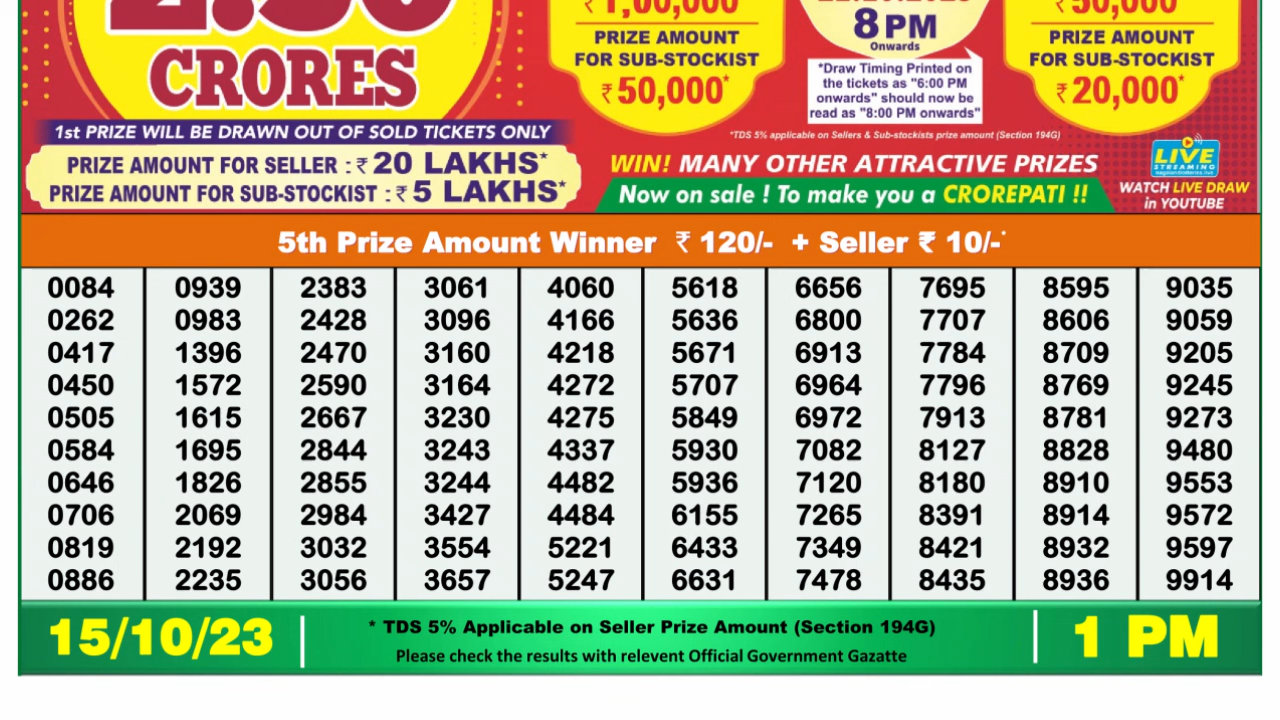 CRORES
1st PRIZE WILL BE DRAWN OUT OF SOLD TICKETS ONLY
PRIZE AMOUNT FOR SELLER : ₹ 20 LAKHS*
PRIZE AMOUNT FOR SUB-STOCKIST : ₹ 5 LAKHS*
₹ 1,00,000
PRIZE AMOUNT
FOR SUB-STOCKIST
₹ 50,000*
8 PM
Onwards
*Draw Timing Printed on
the tickets as "6:00 PM
onwards" should now be
read as "8:00 PM onwards"
₹ 50,000
PRIZE AMOUNT
FOR SUB-STOCKIST
₹ 20,000*
*TDS 5% applicable on Sellers & Sub-stockists prize amount (Section 194G)
WIN! MANY OTHER ATTRACTIVE PRIZES
Now on sale ! To make you a CROREPATI !!
LIVE
STREAMING
WATCH LIVE DRAW
in YOUTUBE
5th Prize Amount Winner ₹ 120/- + Seller ₹ 10/-*
0084 0939 2383 3061 4060 5618 6656 7695 8595 9035
0262 0983 2428 3096 4166 5636 6800 7707 8606 9059
0417 1396 2470 3160 4218 5671 6913 7784 8709 9205
0450 1572 2590 3164 4272 5707 6964 7796 8769 9245
0505 1615 2667 3230 4275 5849 6972 7913 8781 9273
0584 1695 2844 3243 4337 5930 7082 8127 8828 9480
0646 1826 2855 3244 4482 5936 7120 8180 8910 9553
0706 2069 2984 3427 4484 6155 7265 8391 8914 9572
0819 2192 3032 3554 5221 6433 7349 8421 8932 9597
0886 2235 3056 3657 5247 6631 7478 8435 8936 9914
15/10/23
* TDS 5% Applicable on Seller Prize Amount (Section 194G)
Please check the results with relevent Official Government Gazatte
1 PM